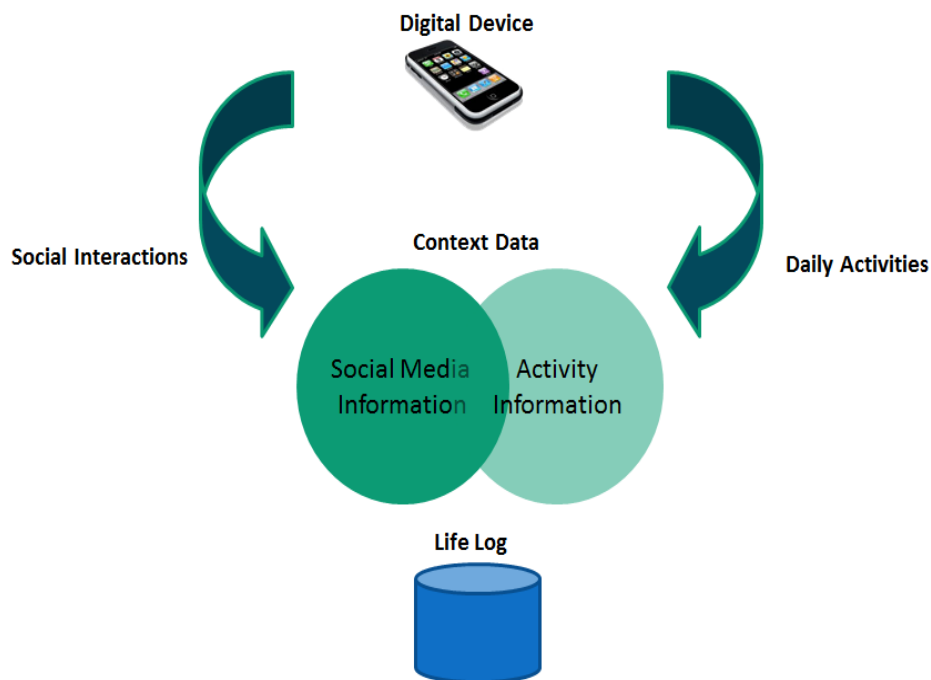 Digital Device
Context Data
Social Interactions
Daily Activities
Social Media
Information
Activity
Information
Life Log